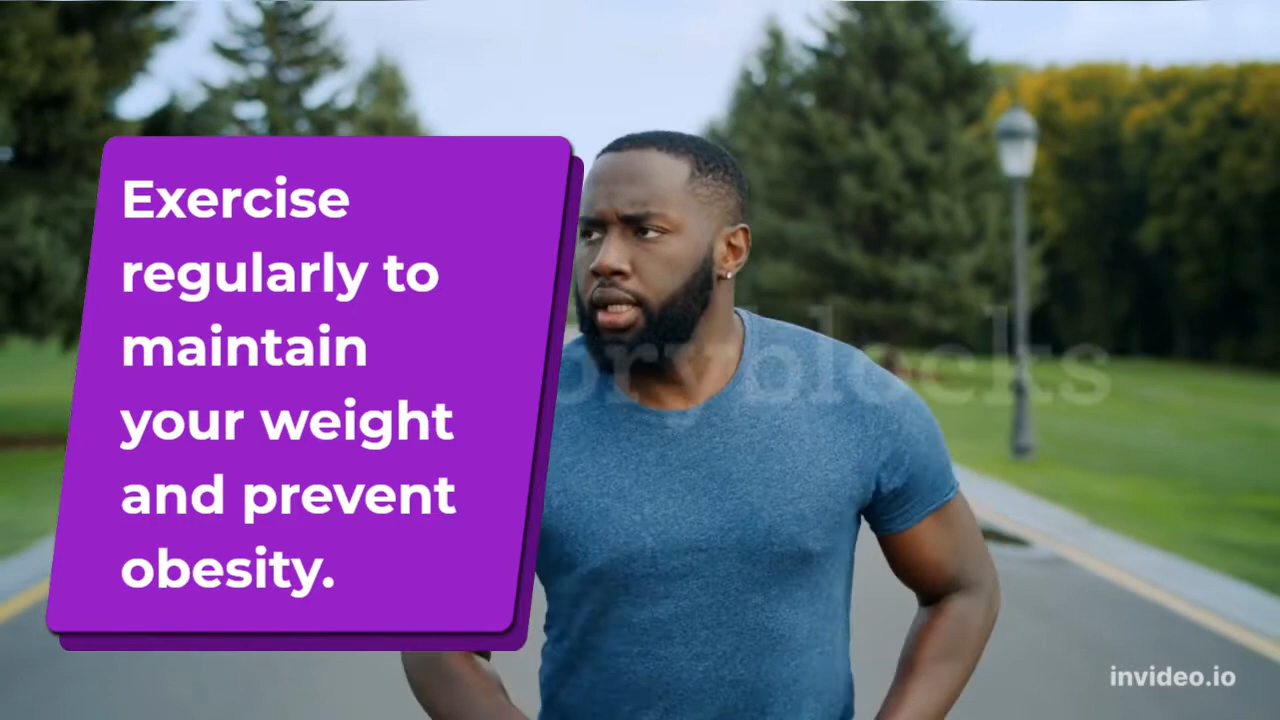 Exercise
regularly to
maintain
your weight
and prevent
obesity.
invideo.io